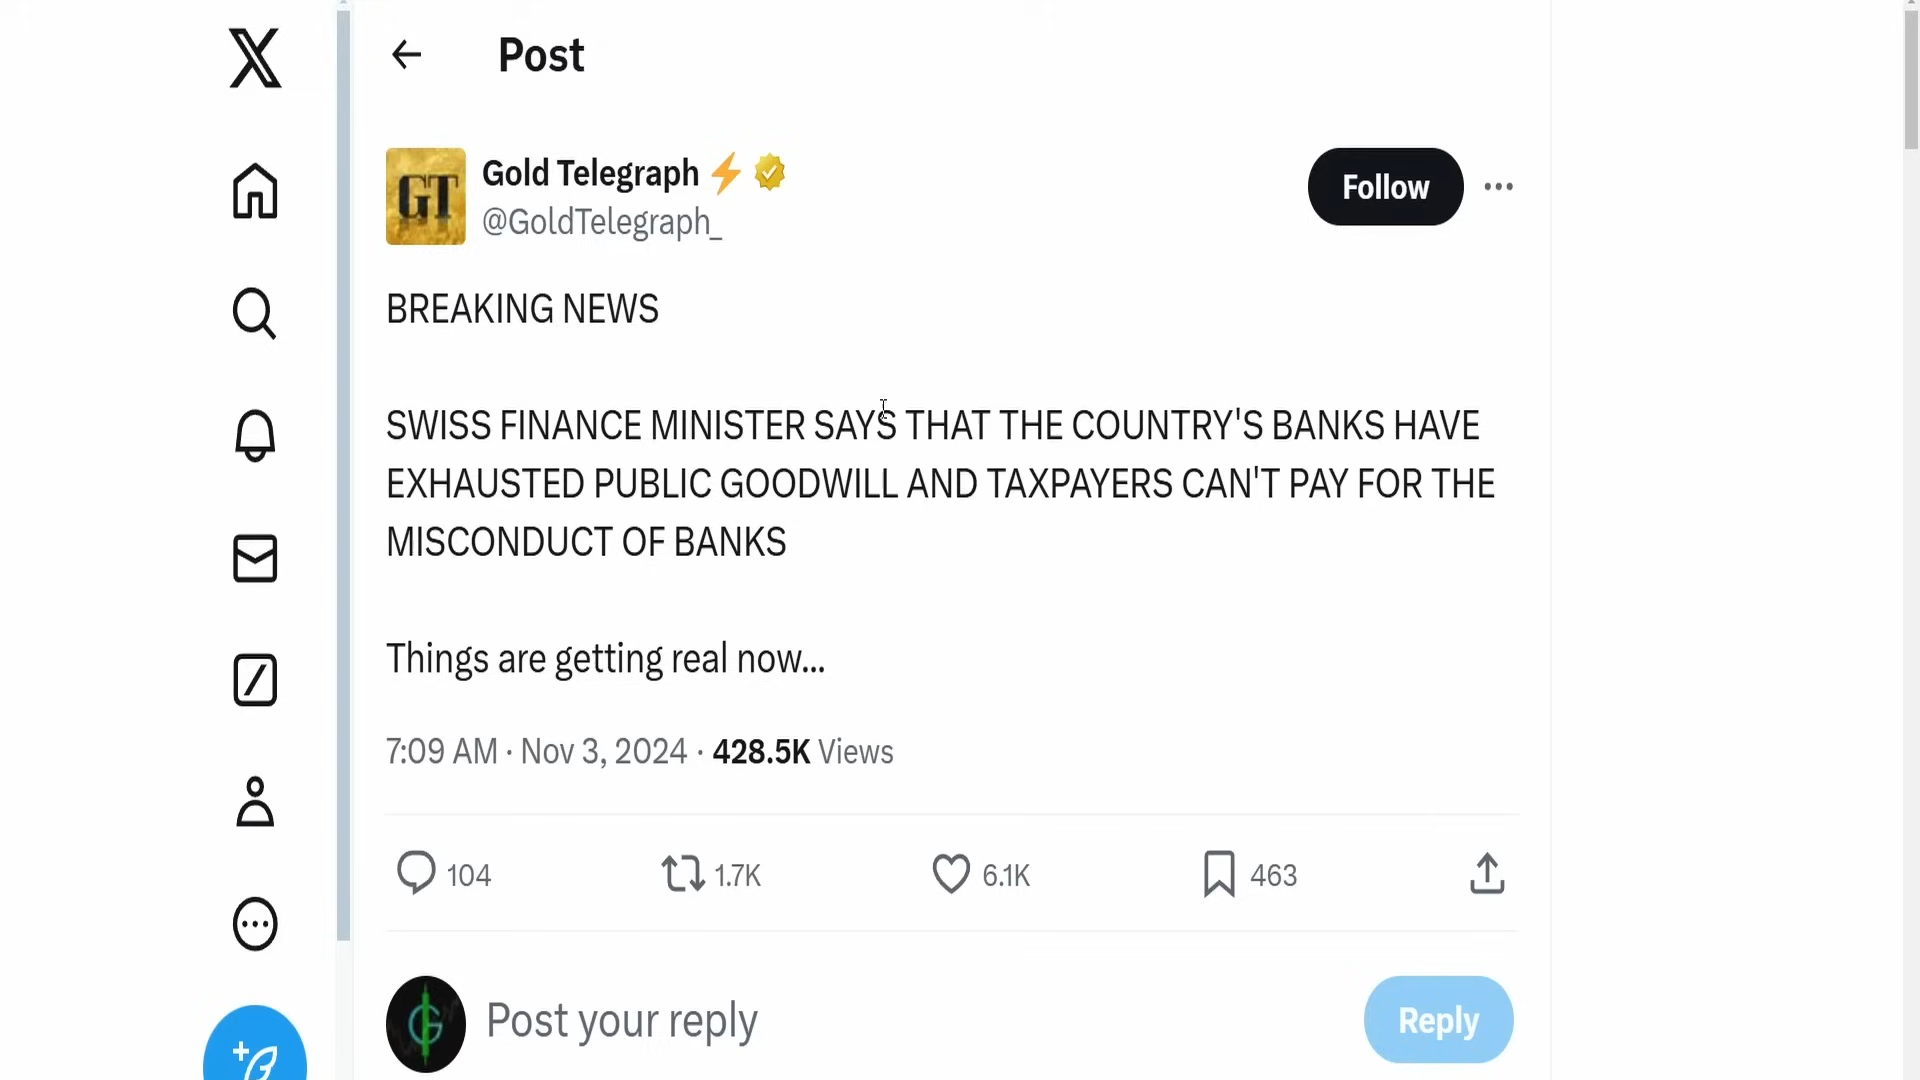 Post
GT
Gold Telegraph⚡
@GoldTelegraph_
Follow
BREAKING NEWS
SWISS FINANCE MINISTER SAYS THAT THE COUNTRY'S BANKS HAVE
EXHAUSTED PUBLIC GOODWILL AND TAXPAYERS CAN'T PAY FOR THE
MISCONDUCT OF BANKS
Things are getting real now...
7:09 AM · Nov 3, 2024 · 428.5K Views
104 1.7K 6.1K 463
Post your reply
Reply